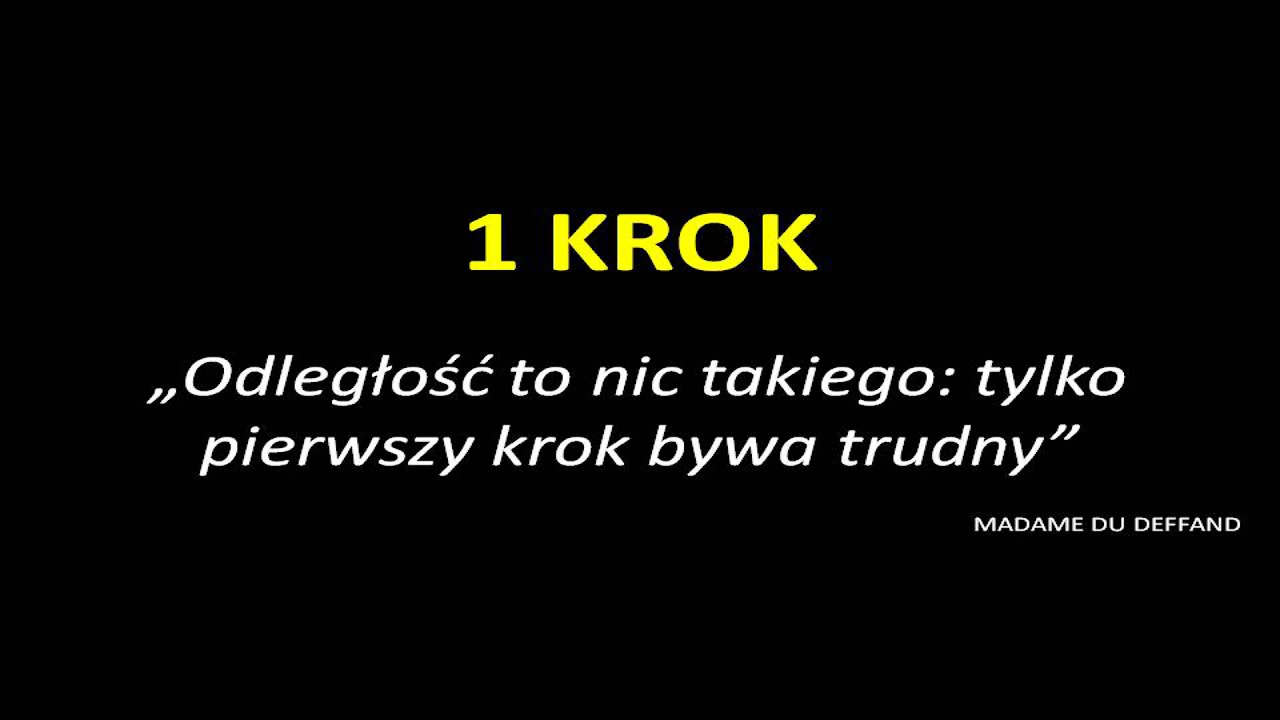 1 KROK
„Odległość to nic takiego: tylko
pierwszy krok bywa trudny”
MADAME DU DEFFAND